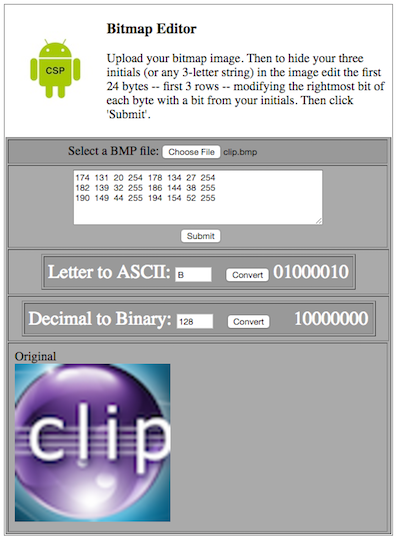 CSP
Bitmap Editor
Upload your bitmap image. Then to hide your three
initials (or any 3-letter string) in the image edit the first
24 bytes -- first 3 rows -- modifying the rightmost bit of
each byte with a bit from your initials. Then click
'Submit'.
Select a BMP file: Choose File clip.bmp
174 131 20 254 178 134 27 254
182 139 32 255 186 144 38 255
190 149 44 255 194 154 52 255
Submit
Letter to ASCII: B Convert 01000010
Decimal to Binary: 128 Convert 10000000
Original
clip